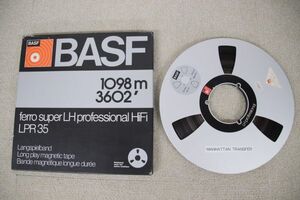 BASF
BASF
1098 m
3602'
ferro super LH professional HiFi
LPR 35
Langspielband
Long play magnetic tape
Bande magnétique longue durée
BASF
MANHATTAN TRANSFER